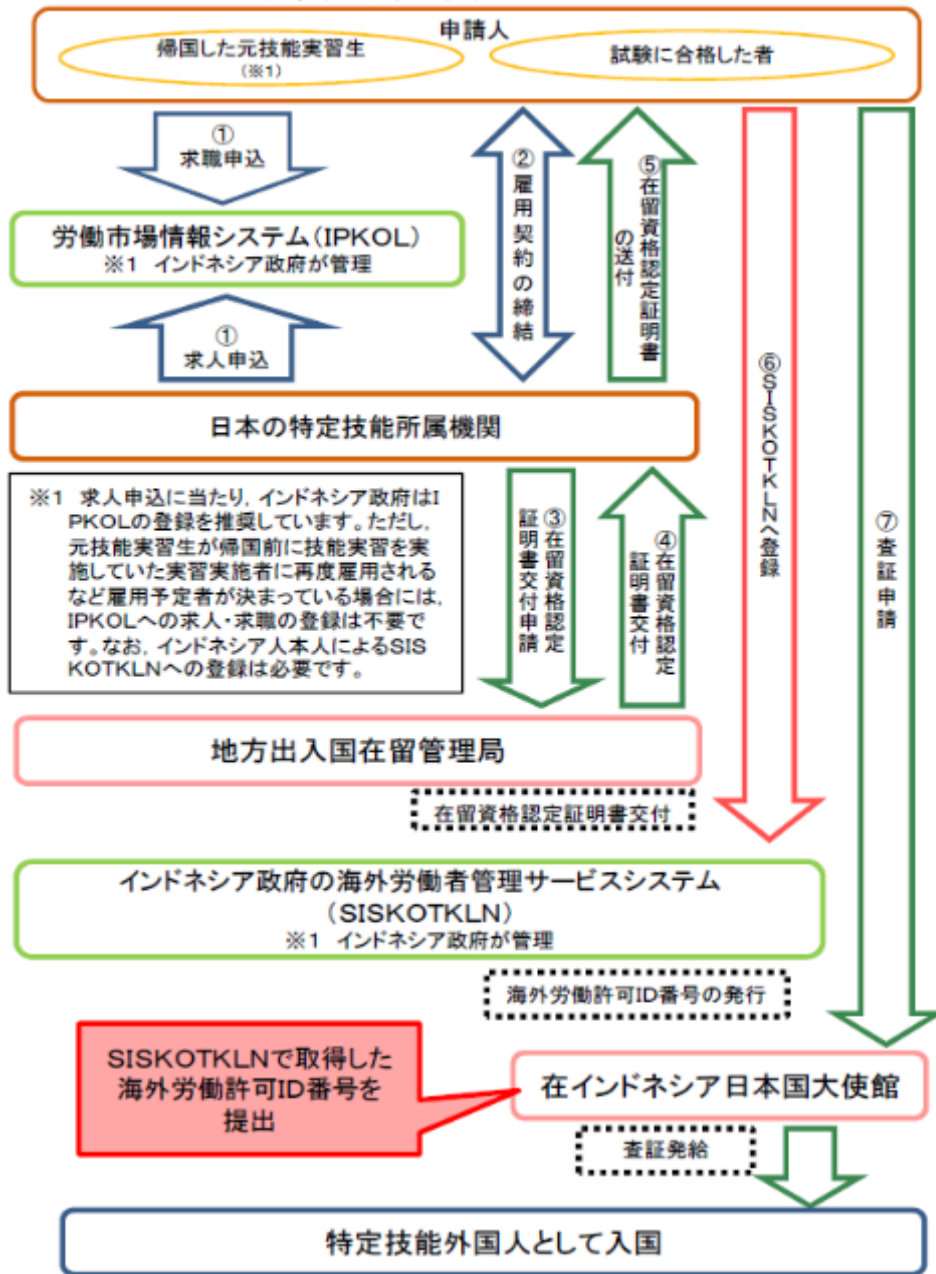 申請人
帰国した元技能実習生
(※1)
試験に合格した者
①
求職申込
②雇用契約の締結
⑤在留資格認定証明書
の送付
労働市場情報システム(IPKOL)
※1 インドネシア政府が管理
①
求人申込
⑥SISKOTKLNへ登録
⑦査証申請
日本の特定技能所属機関
※1 求人申込に当たり，インドネシア政府はI
PKOLの登録を推奨しています。ただし，
元技能実習生が帰国前に技能実習を実
施していた実習実施者に再度雇用される
など雇用予定者が決まっている場合には，
IPKOLへの求人・求職の登録は不要で
す。なお，インドネシア人本人によるSIS
KOTKLNへの登録は必要です。
③在留資格認定
証明書交付申請
④在留資格認定
証明書交付
地方出入国在留管理局
在留資格認定証明書交付
インドネシア政府の海外労働者管理サービスシステム
(SISKOTKLN)
※1 インドネシア政府が管理
海外労働許可ID番号の発行
SISKOTKLNで取得した
海外労働許可ID番号を
提出
在インドネシア日本国大使館
査証発給
特定技能外国人として入国